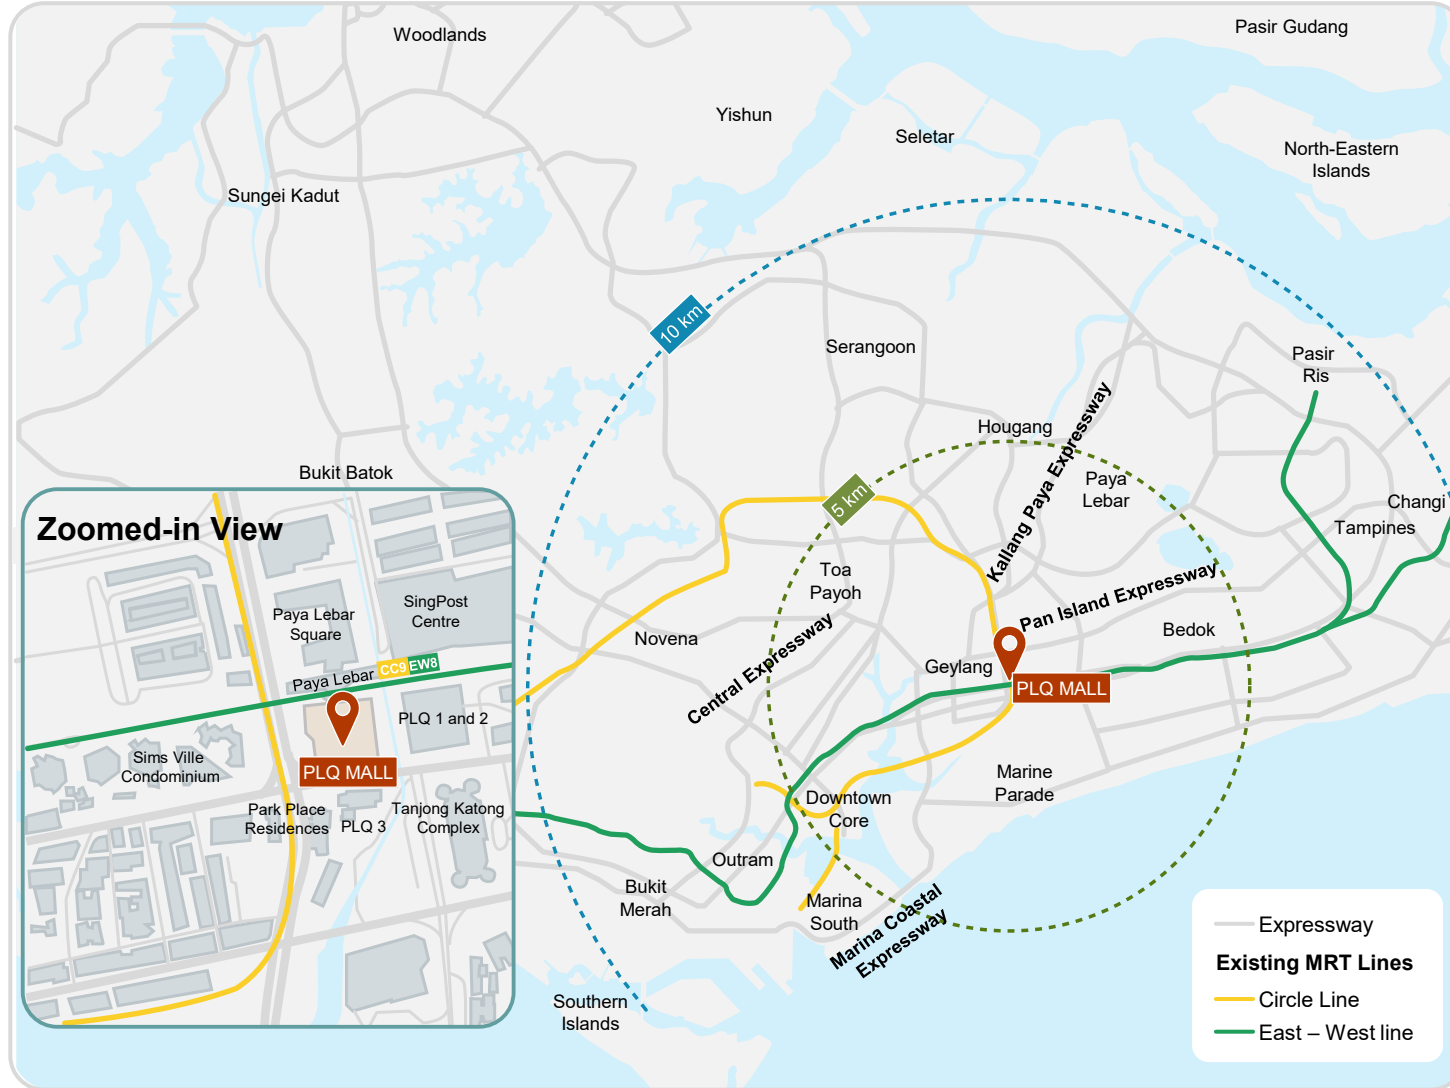 Woodlands
Pasir Gudang
Yishun
Seletar
North-Eastern
Islands
Sungei Kadut
10 km
Serangoon
Pasir
Ris
Hougang
Kallang Paya Expressway
Bukit Batok
5 km
Paya
Lebar
Changi
Tampines
Toa
Payoh
Pan Island Expressway
Novena
Central Expressway
Bedok
Geylang
PLQ MALL
Marine
Parade
Downtown
Core
Outram
Bukit
Merah
Marina
South
Marina Coastal
Expressway
Southern
Islands
Zoomed-in View
Paya Lebar
Square
SingPost
Centre
Paya Lebar CC9 EW8
PLQ 1 and 2
Sims Ville
Condominium
PLQ MALL
Park Place
Residences
PLQ 3
Tanjong Katong
Complex
Expressway
Existing MRT Lines
Circle Line
East – West line